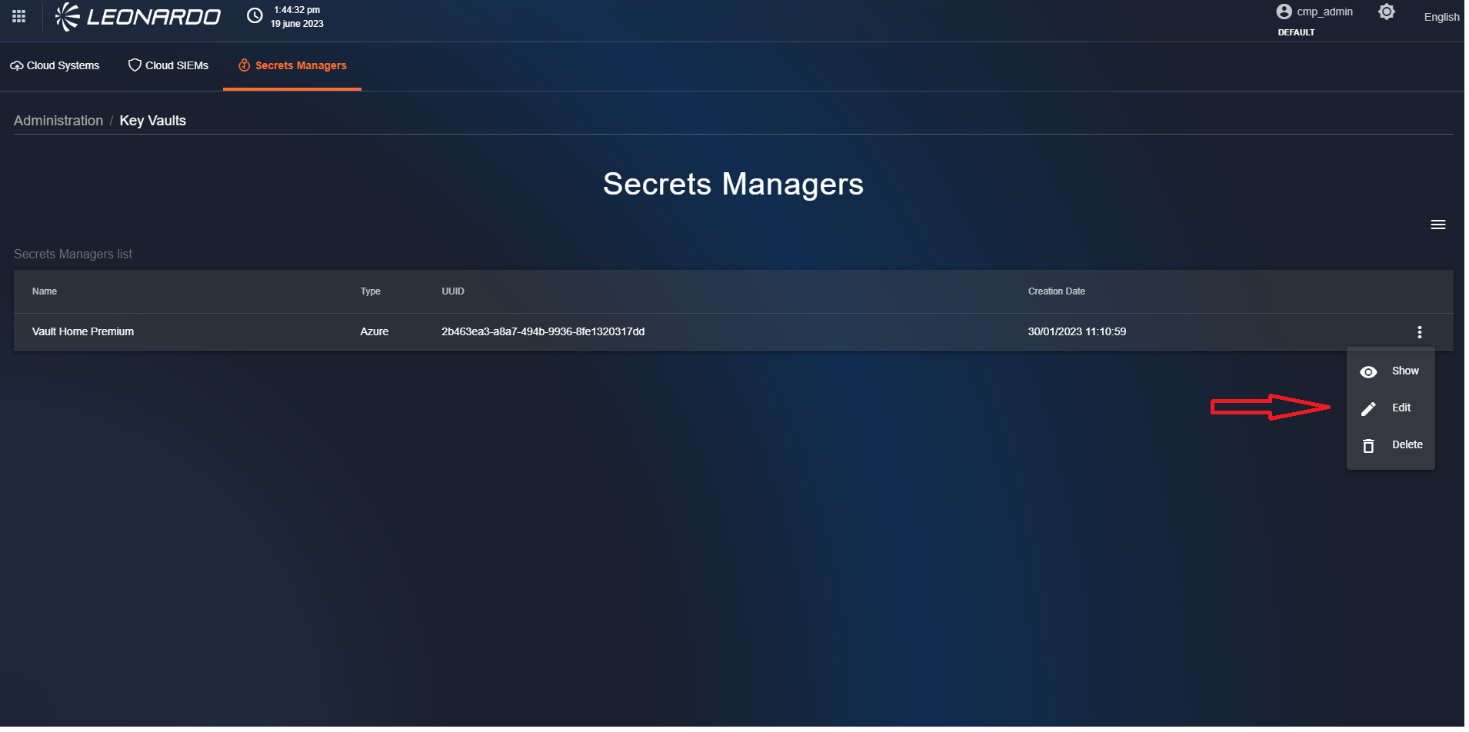 LEONARDO
1:44:32 pm
19 june 2023
cmp_admin
DEFAULT
English
Cloud Systems
Cloud SIEMs
Secrets Managers
Administration / Key Vaults
Secrets Managers
Secrets Managers list
Name Type UUID Creation Date
Vault Home Premium Azure 2b463ea3-a8a7-494b-9936-8fe1320317dd 30/01/2023 11:10:59
Show
Edit
Delete